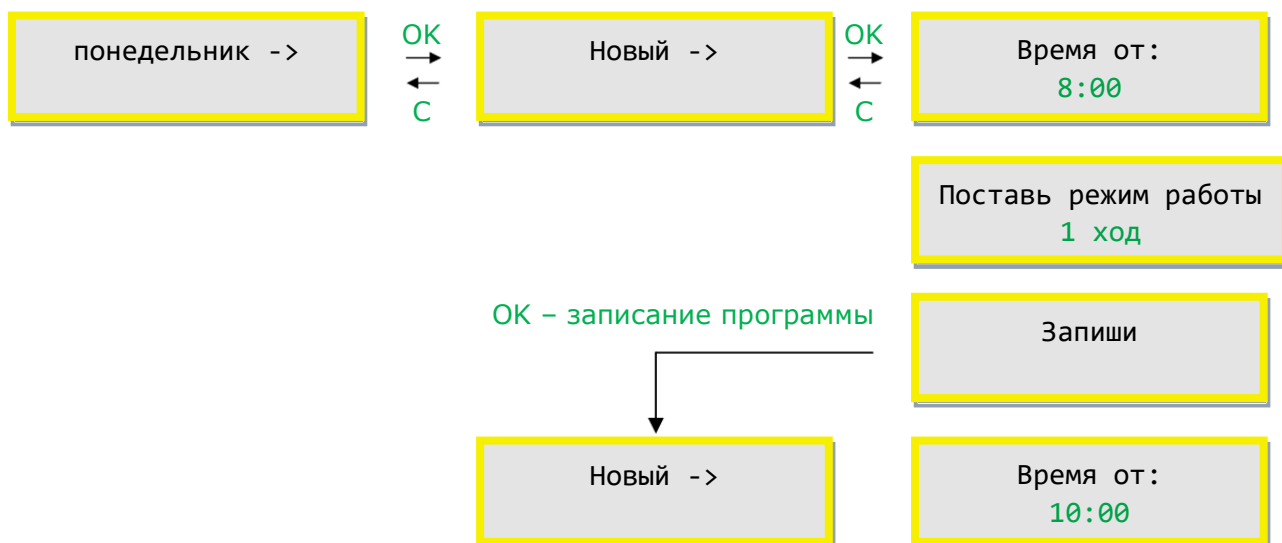 понедельник ->
OK
C
Новый ->
OK
C
Время от:
8:00
Поставь режим работы
1 ход
OK – записание программы
Запиши
Новый ->
Время от:
10:00